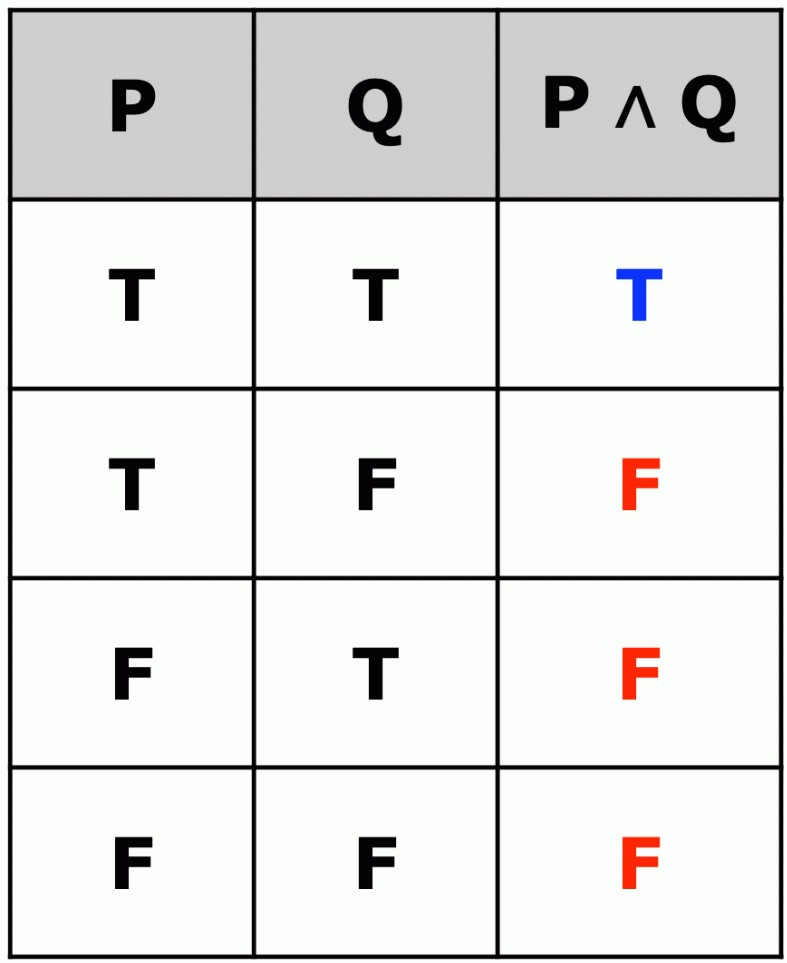 P Q P ∧ Q
T T T
T F F
F T F
F F F